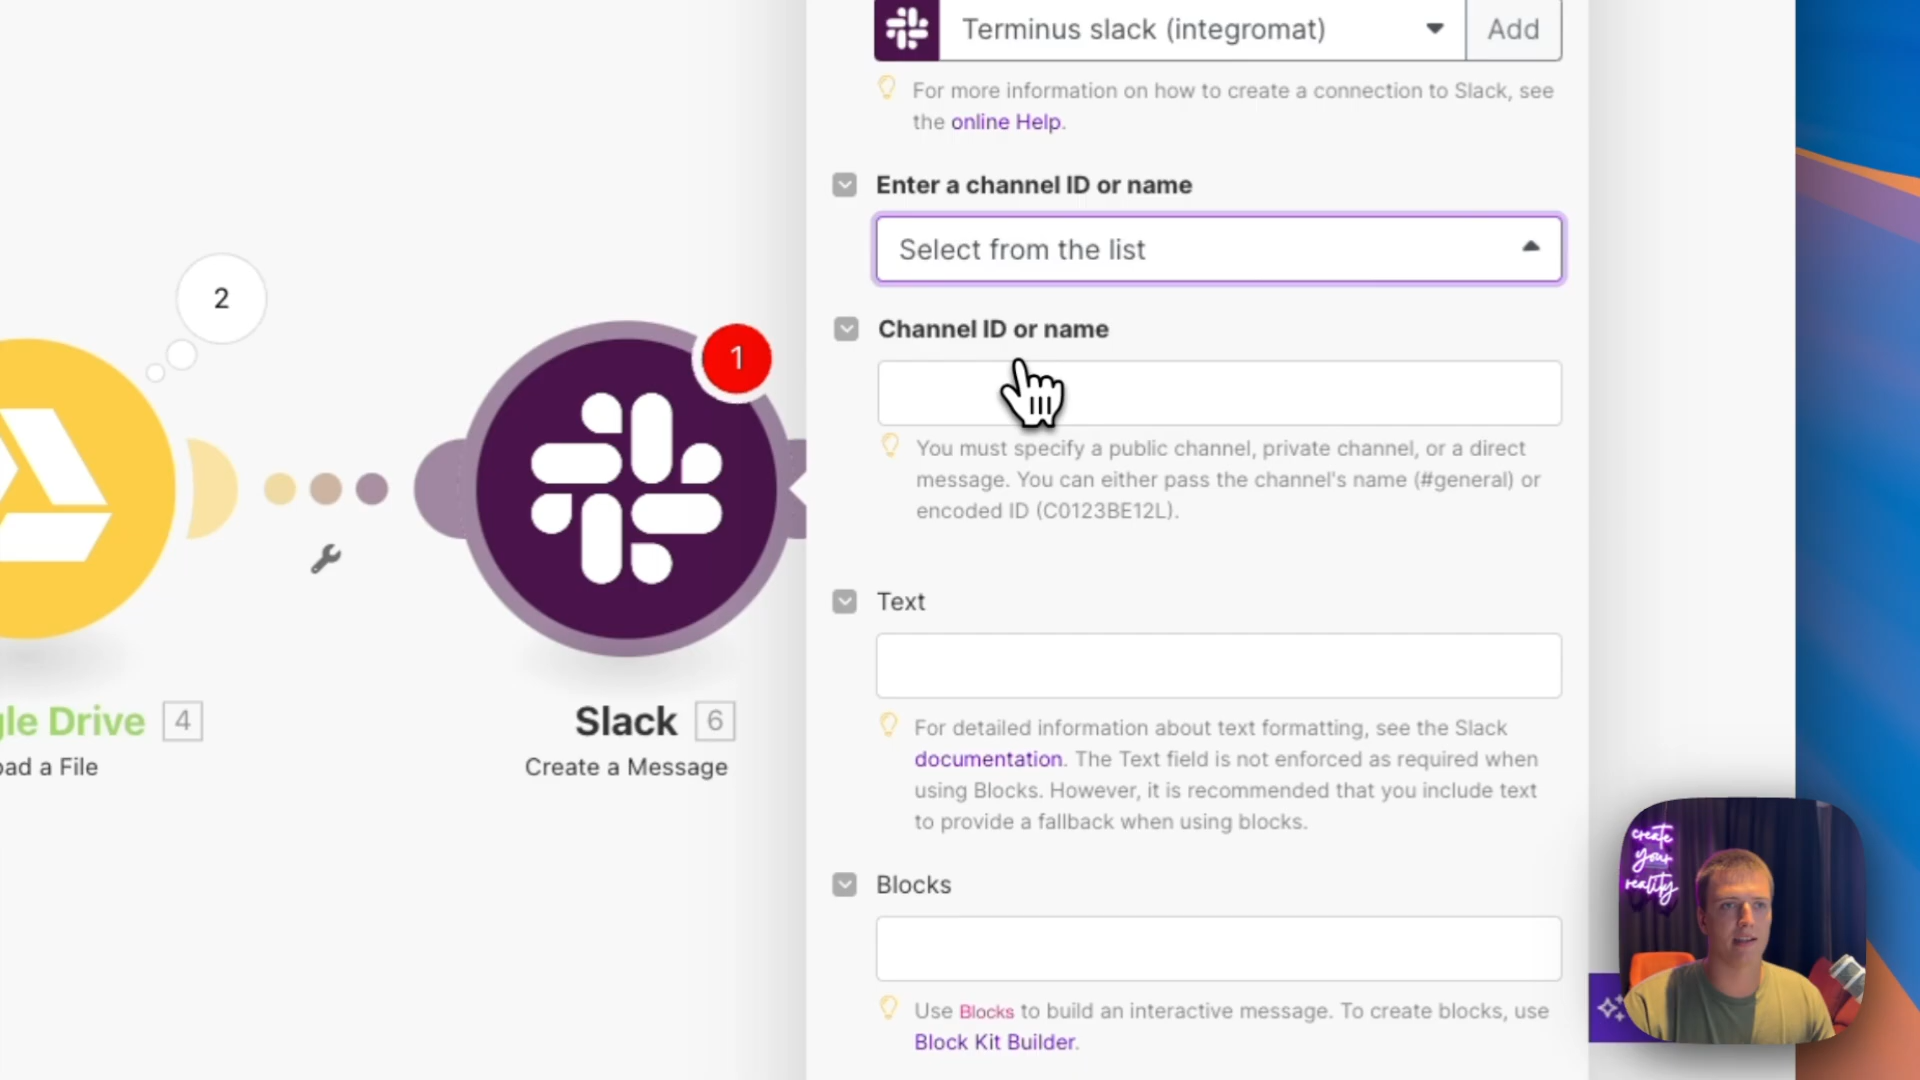 Terminus slack (integromat)
Add
For more information on how to create a connection to Slack, see
the online Help.
Enter a channel ID or name
Select from the list
Channel ID or name
You must specify a public channel, private channel, or a direct
message. You can either pass the channel's name (#general) or
encoded ID (C0123BE12L).
Text
For detailed information about text formatting, see the Slack
documentation. The Text field is not enforced as required when
using Blocks. However, it is recommended that you include text
to provide a fallback when using blocks.
Blocks
Use Blocks to build an interactive message. To create blocks, use
Block Kit Builder.
2
1
gle Drive 4
oad a File
Slack 6
Create a Message
create
your
reality